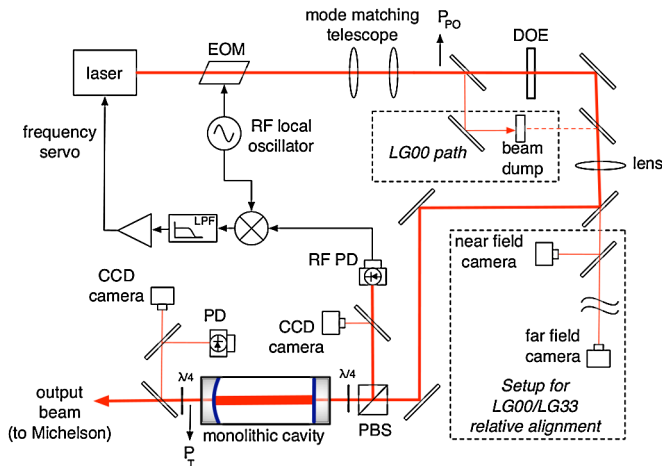 mode matching
telescope
P_PO
DOE
EOM
laser
frequency
servo
RF local
oscillator
LG00 path
beam
dump
lens
LPF
RF PD
near field
camera
CCD
camera
PD
CCD
camera
far field
camera
λ/4
λ/4
output
beam
(to Michelson)
monolithic cavity
PBS
P_T
Setup for
LG00/LG33
relative alignment